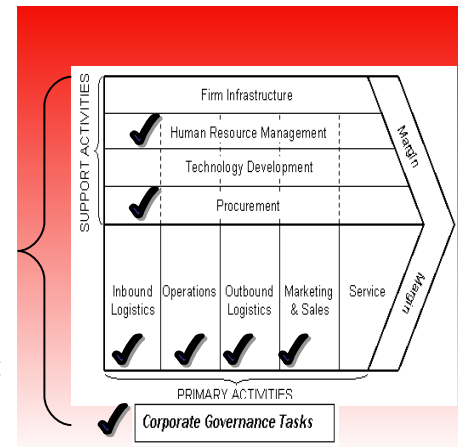 SUPPORT ACTIVITIES
Firm Infrastructure
Human Resource Management
Technology Development
Procurement
Margin
Inbound
Logistics
Operations
Outbound
Logistics
Marketing
& Sales
Service
Margin
PRIMARY ACTIVITIES
Corporate Governance Tasks